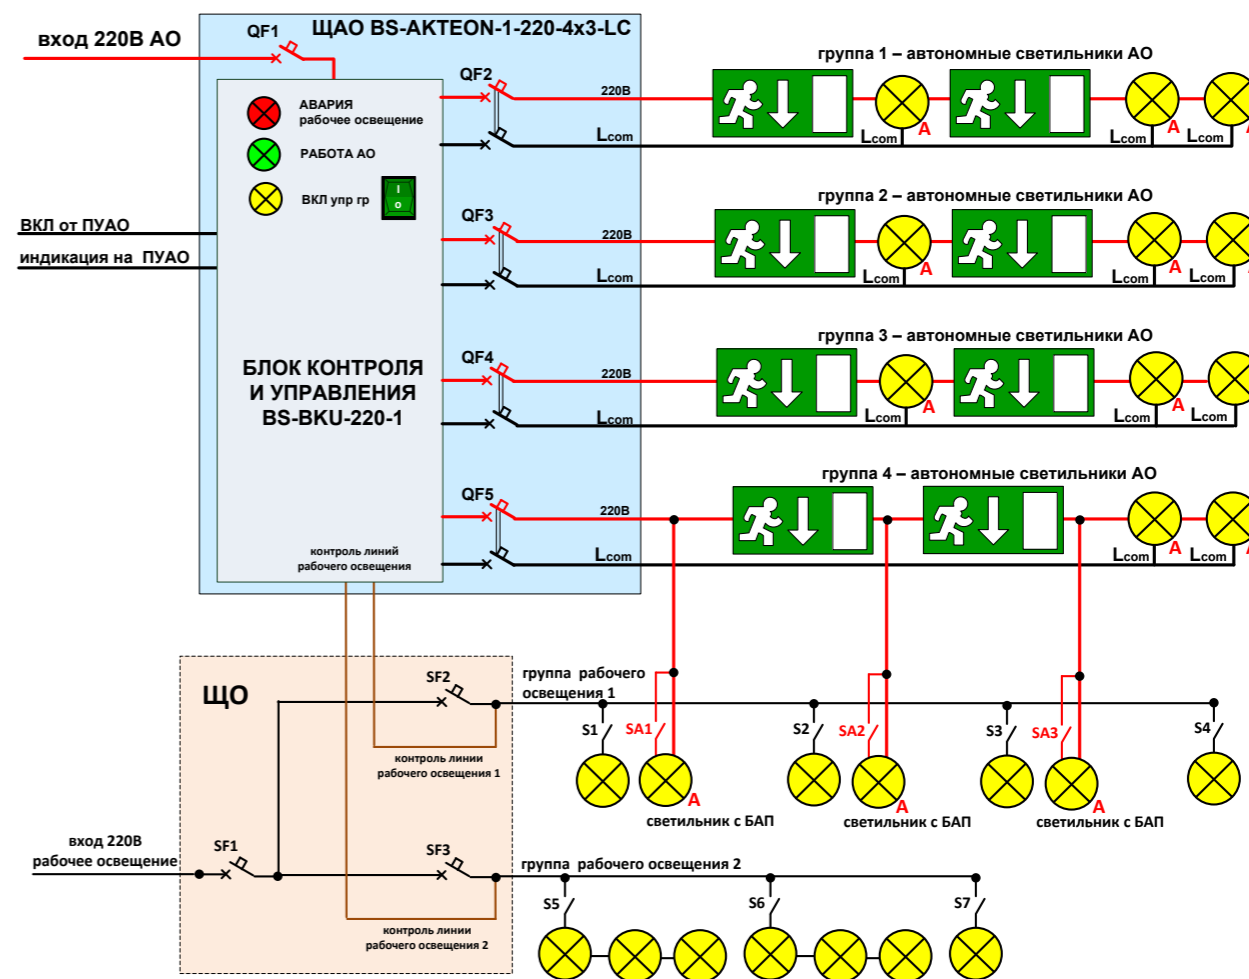 ЩАО BS-AKTEON-1-220-4x3-LC
вход 220В АО
QF1
АВАРИЯ
рабочее освещение
РАБОТА АО
ВКЛ упр гр
I
o
ВКЛ от ПУАО
индикация на ПУАО
БЛОК КОНТРОЛЯ
И УПРАВЛЕНИЯ
BS-BKU-220-1
контроль линий
рабочего освещения
QF2
220В
Lcom
группа 1 – автономные светильники АО
Lcom
A
Lcom
A
Lcom
A
QF3
220В
Lcom
группа 2 – автономные светильники АО
Lcom
A
Lcom
A
Lcom
QF4
220В
Lcom
группа 3 – автономные светильники АО
Lcom
A
Lcom
A
Lcom
QF5
220В
Lcom
группа 4 – автономные светильники АО
Lcom
A
Lcom
A
ЩО
SF2
группа рабочего
освещения 1
контроль линии
рабочего освещения 1
S1
SA1
S2
SA2
S3
SA3
S4
A
A
A
светильник с БАП
светильник с БАП
светильник с БАП
вход 220В
рабочее освещение
SF1
SF3
группа рабочего освещения 2
контроль линии
рабочего освещения 2
S5
S6
S7